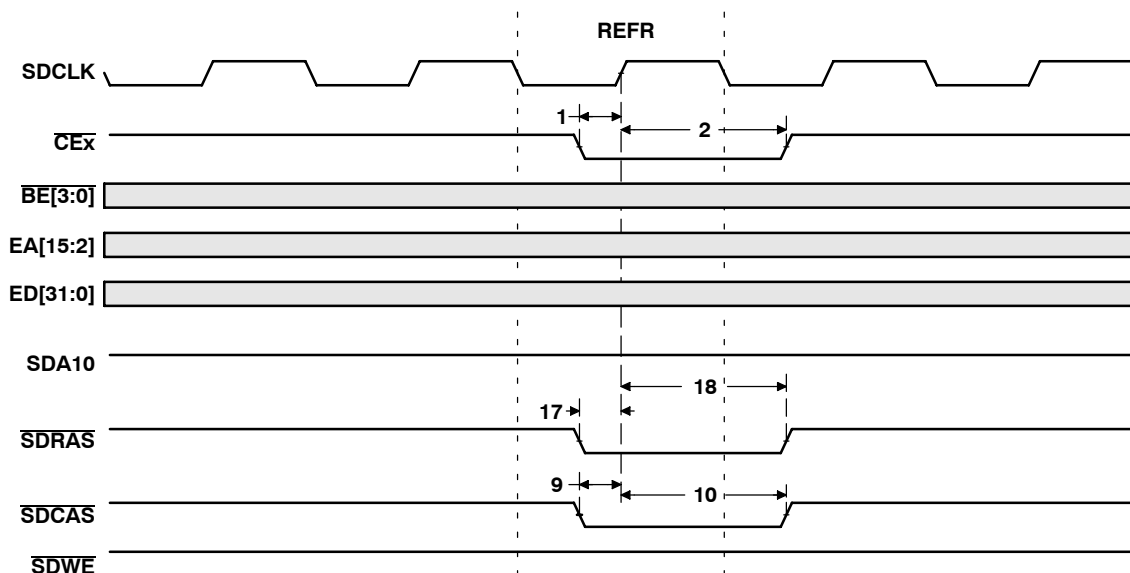 REFR
SDCLK
1
2
CEx
BE[3:0]
EA[15:2]
ED[31:0]
SDA10
18
17
SDRAS
9
10
SDCAS
SDWE